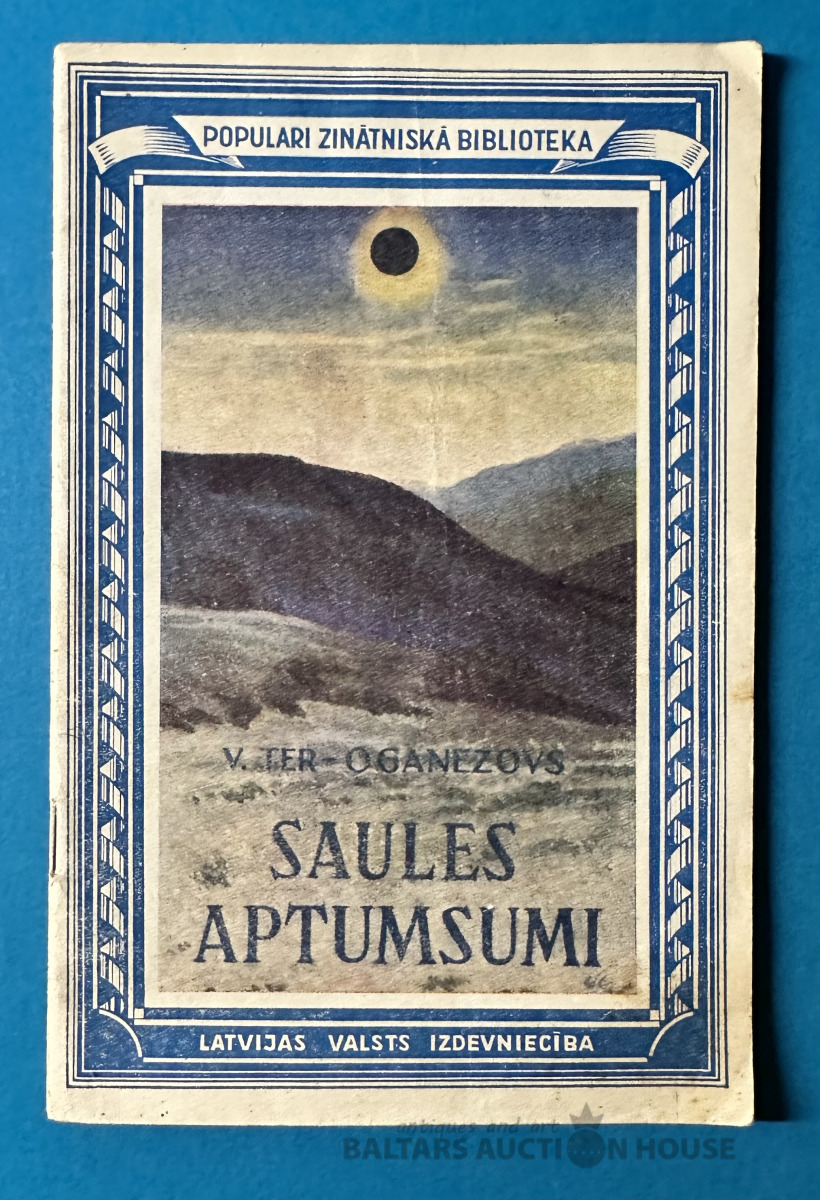 POPULARI ZINĀTNISKĀ BIBLIOTEKA
V. TER-OGANEZOVS
SAULES
APTUMSUMI
LATVIJAS VALSTS IZDEVNIECĪBA
antiques and art
BALTARS AUCTION HOUSE